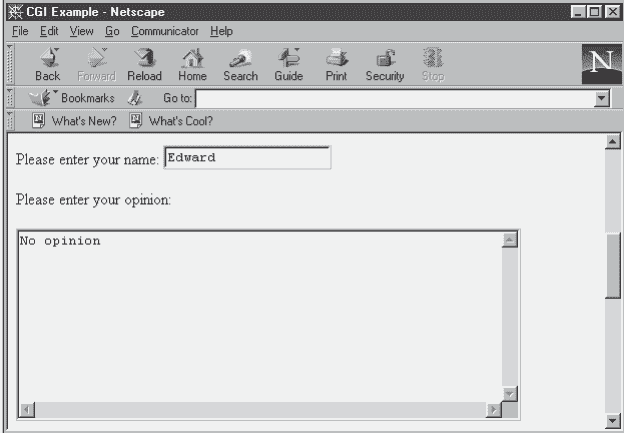 CGI Example - Netscape
File Edit View Go Communicator Help
Back Forward Reload Home Search Guide Print Security Stop
N
Bookmarks Go to:
What's New? What's Cool?
Please enter your name: Edward
Please enter your opinion:
No opinion